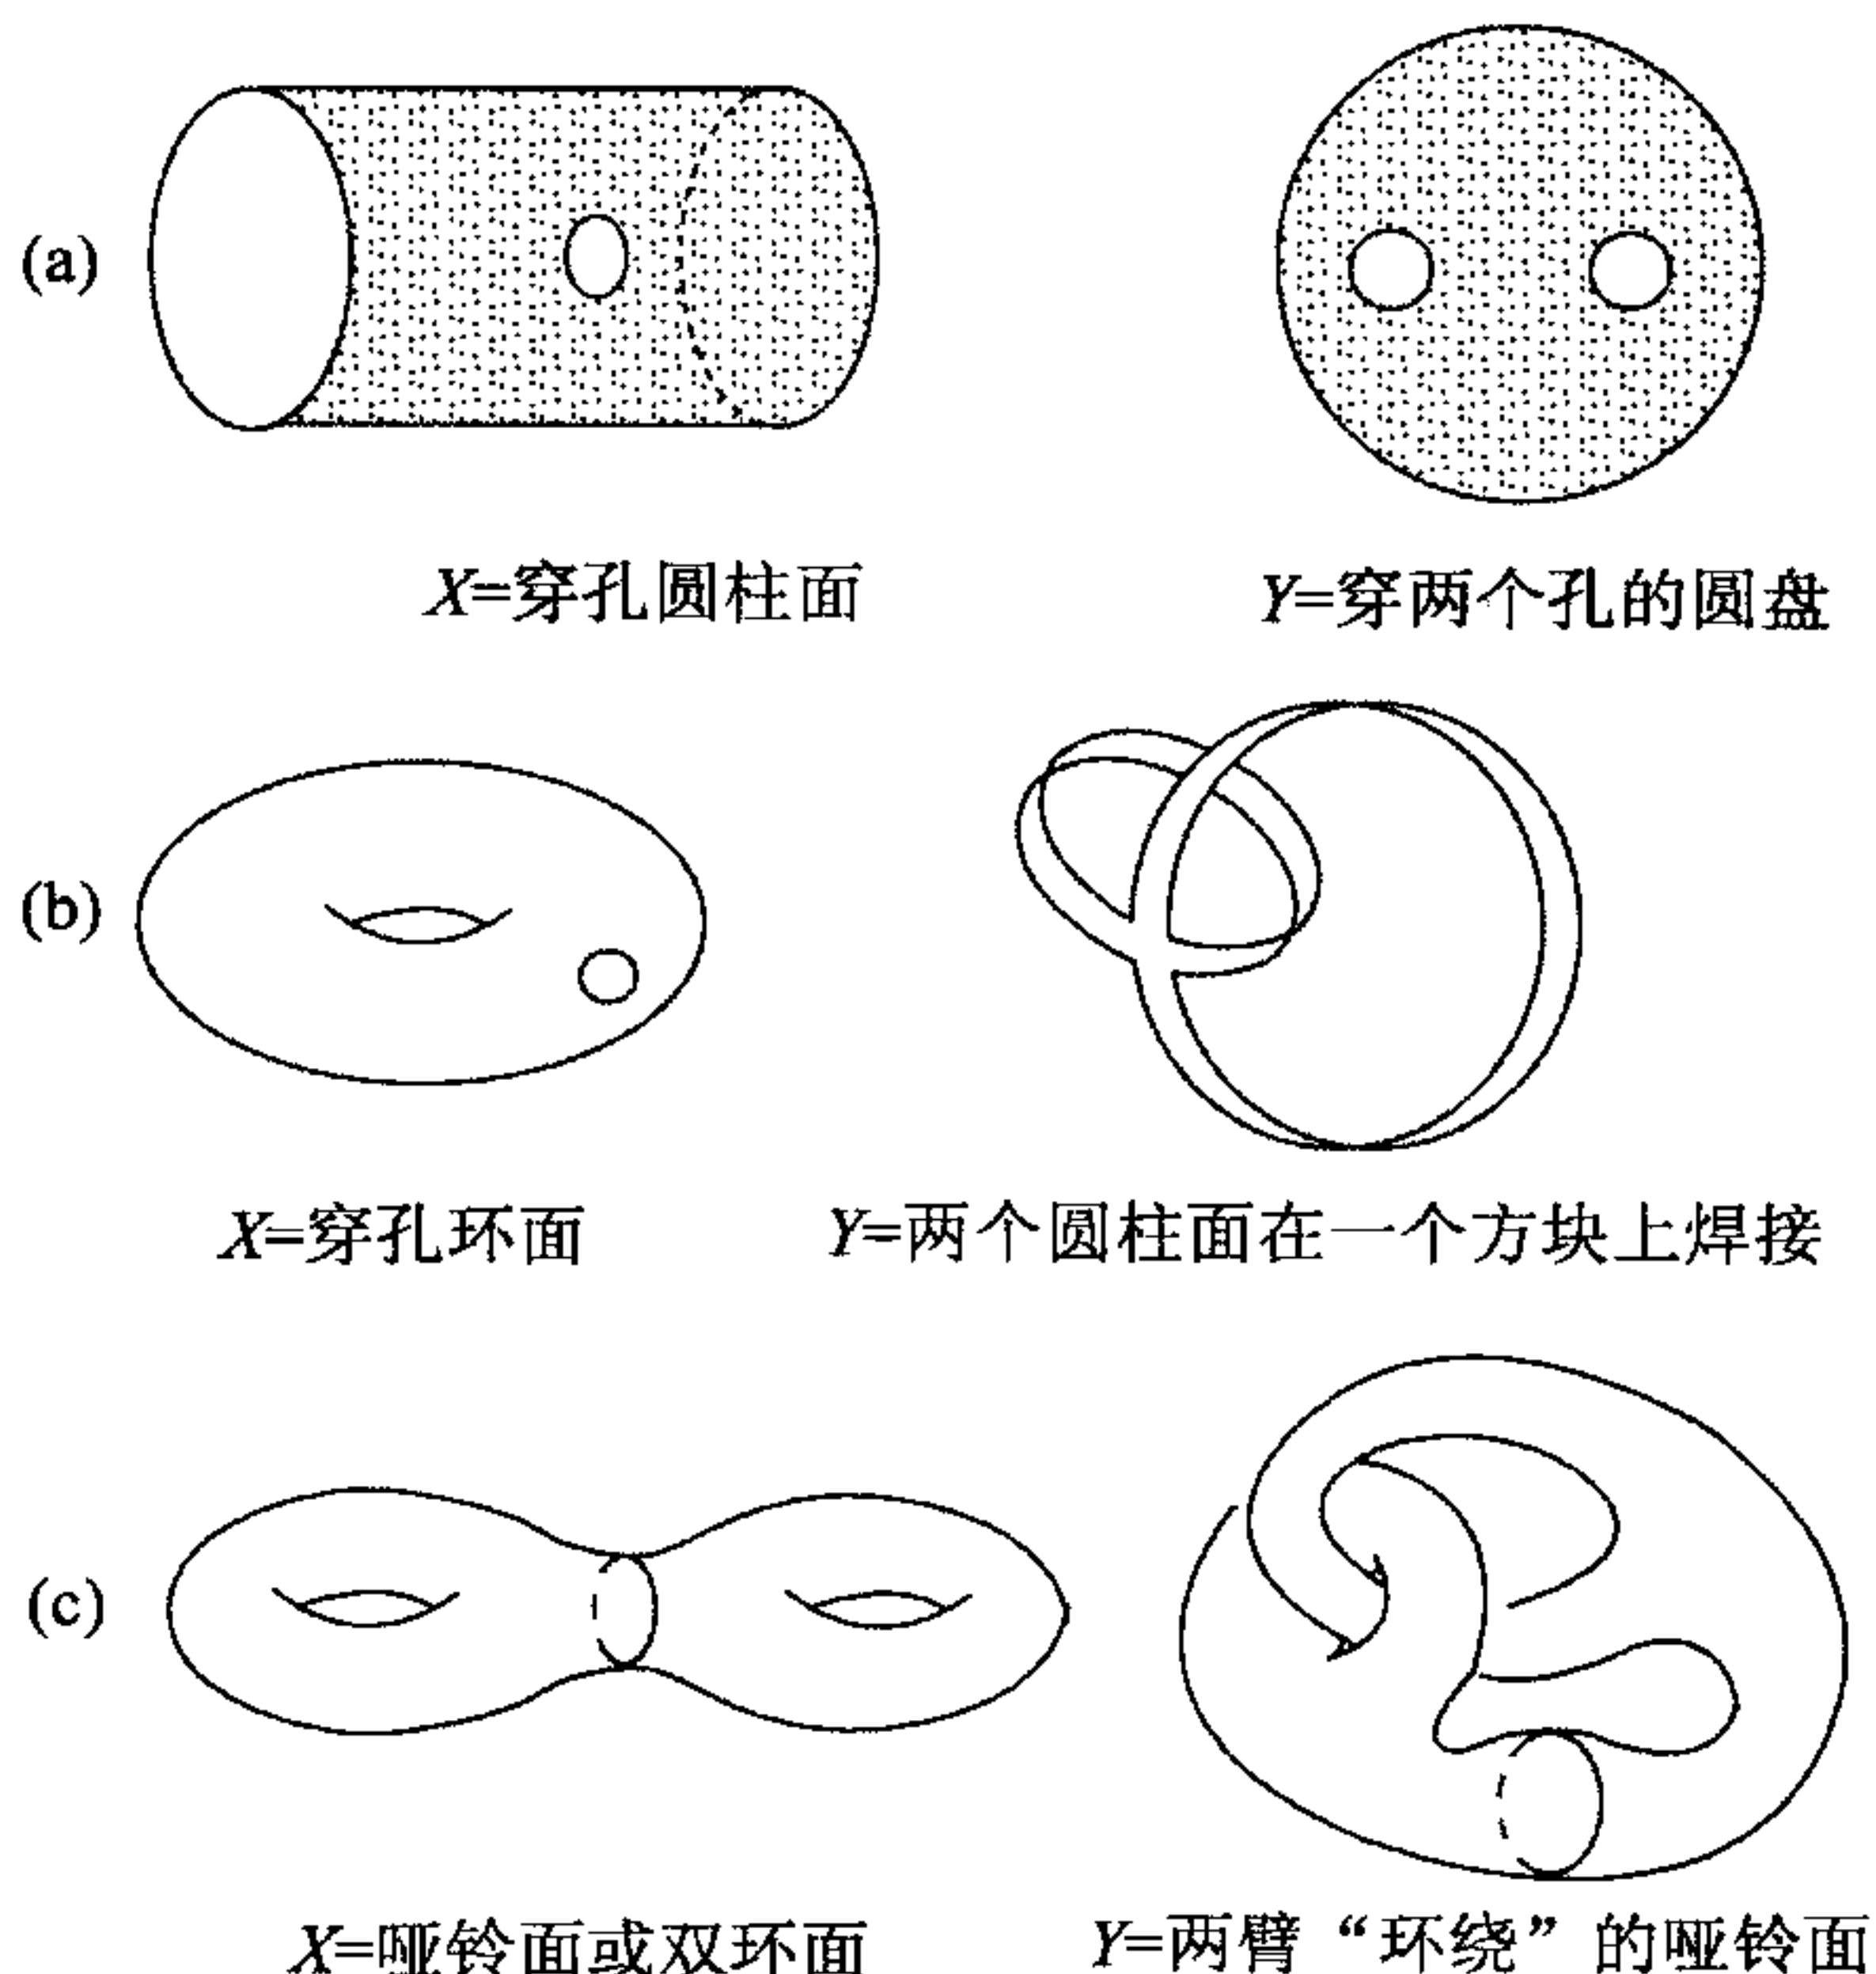 (a)
X=穿孔圆柱面
Y=穿两个孔的圆盘
(b)
X=穿孔环面
Y=两个圆柱面在一个方块上焊接
(c)
X=哑铃面或双环面
Y=两臂“环绕”的哑铃面